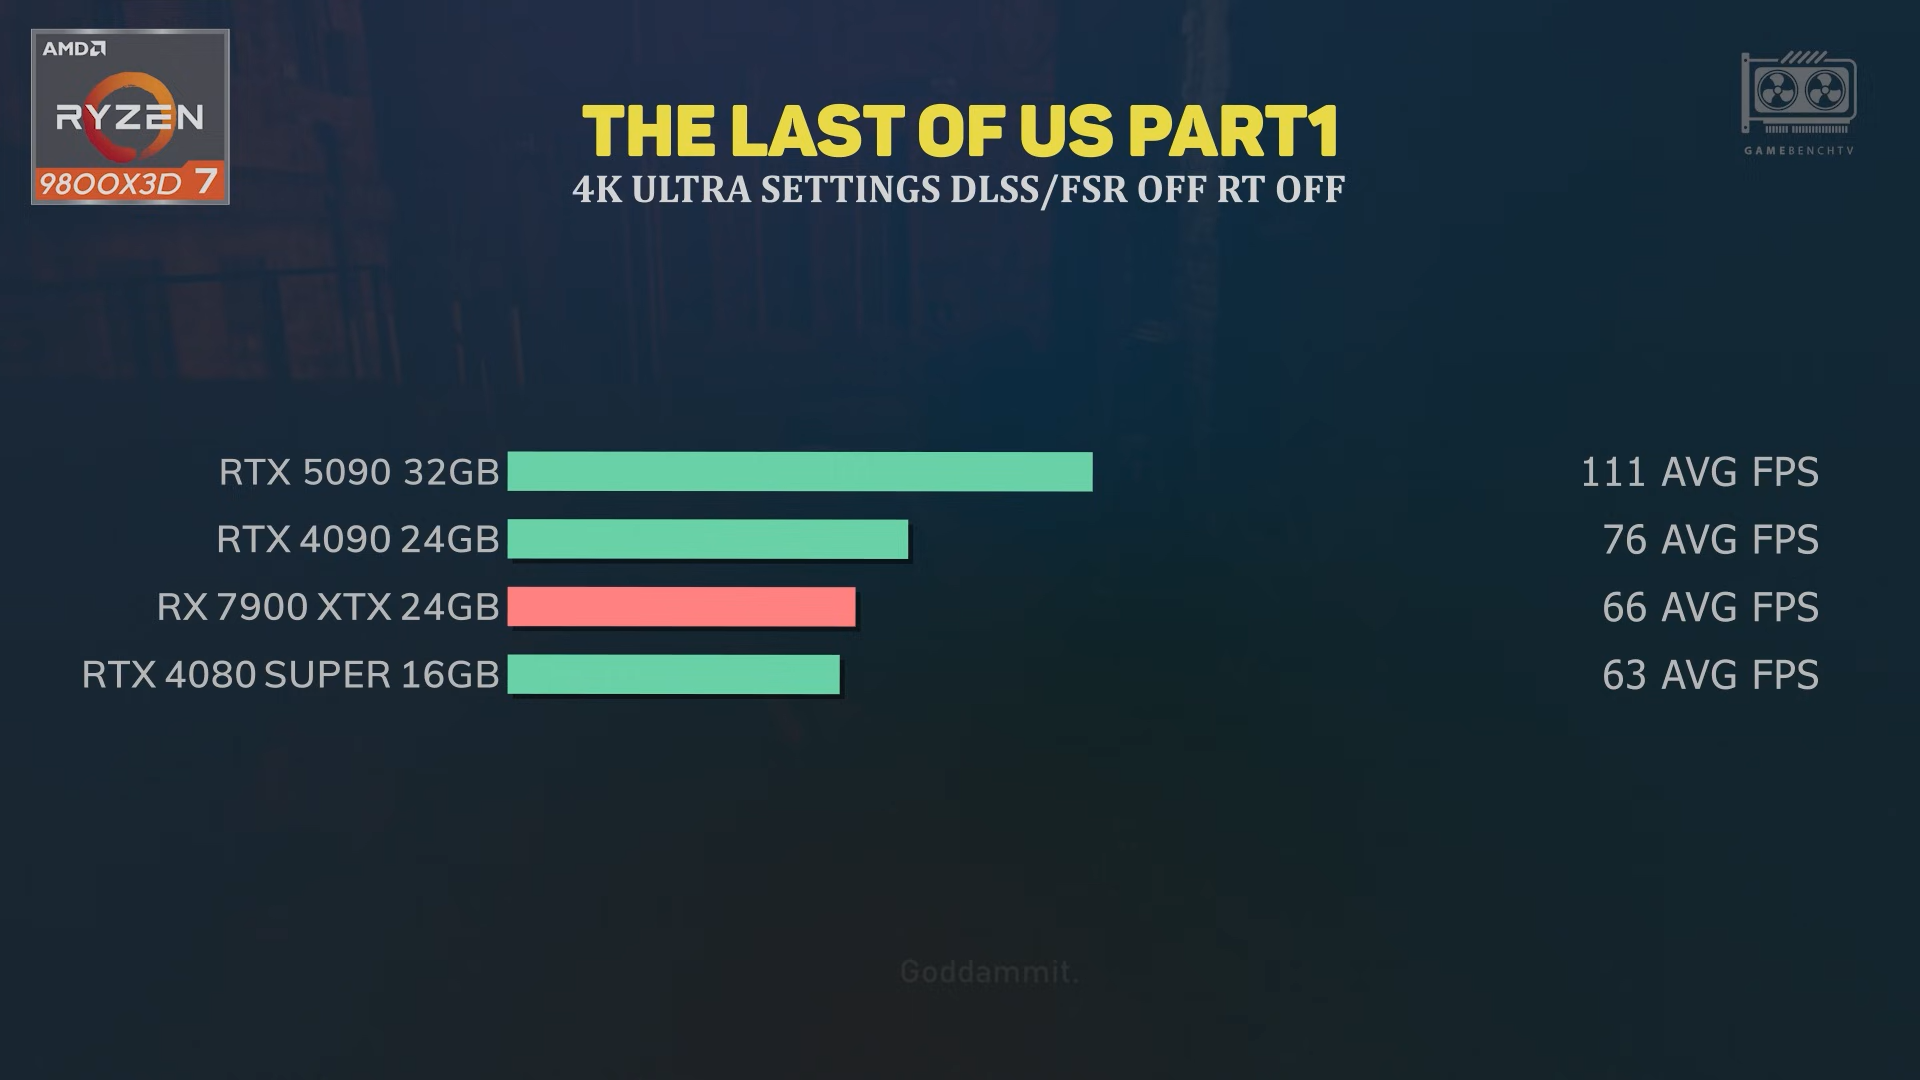 AMD
RYZEN
9800X3D 7
GAMEBENCHTV
THE LAST OF US PART1
4K ULTRA SETTINGS DLSS/FSR OFF RT OFF
RTX 5090 32GB 111 AVG FPS
RTX 4090 24GB 76 AVG FPS
RX 7900 XTX 24GB 66 AVG FPS
RTX 4080 SUPER 16GB 63 AVG FPS
Goddammit.